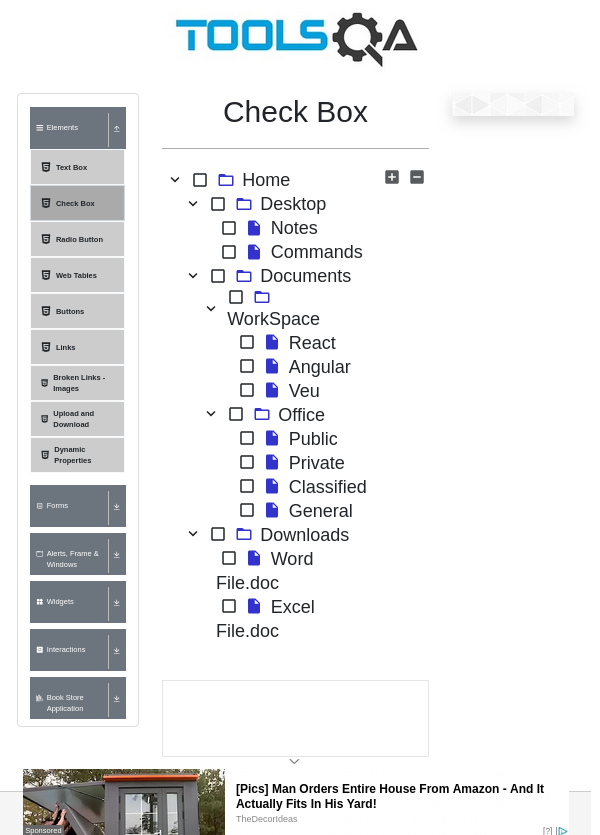 TOOLSQA
Check Box
Elements
Text Box
Check Box
Radio Button
Web Tables
Buttons
Links
Broken Links -
Images
Upload and
Download
Dynamic
Properties
Forms
Alerts, Frame &
Windows
Widgets
Interactions
Book Store
Application
Home
Desktop
Notes
Commands
Documents
WorkSpace
React
Angular
Veu
Office
Public
Private
Classified
General
Downloads
Word
File.doc
Excel
File.doc
Sponsored
[Pics] Man Orders Entire House From Amazon - And It
Actually Fits In His Yard!
TheDecorIdeas
[?]